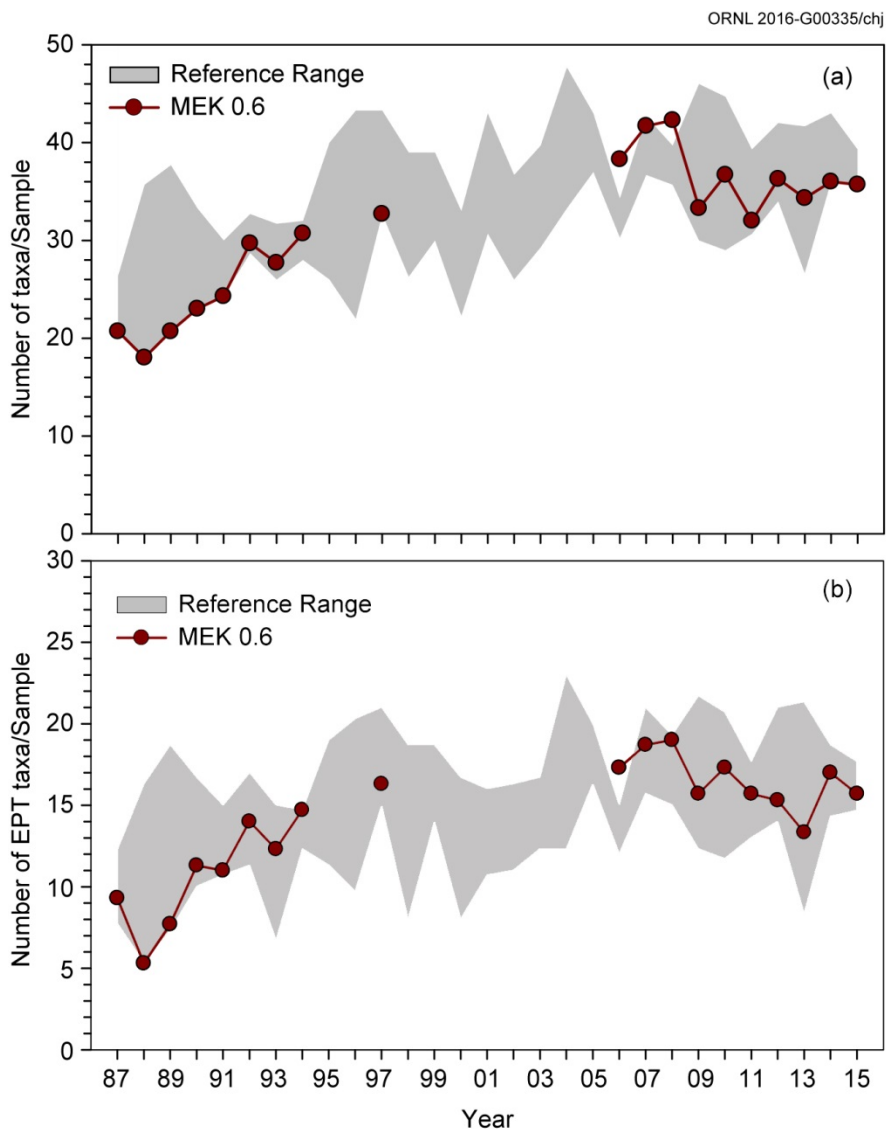 ORNL 2016-G00335/chj
50
Reference Range
(a)
MEK 0.6
40
30
20
10
0
Number of taxa/Sample
30
Reference Range
(b)
MEK 0.6
25
20
15
10
5
0
Number of EPT taxa/Sample
87 89 91 93 95 97 99 01 03 05 07 09 11 13 15
Year